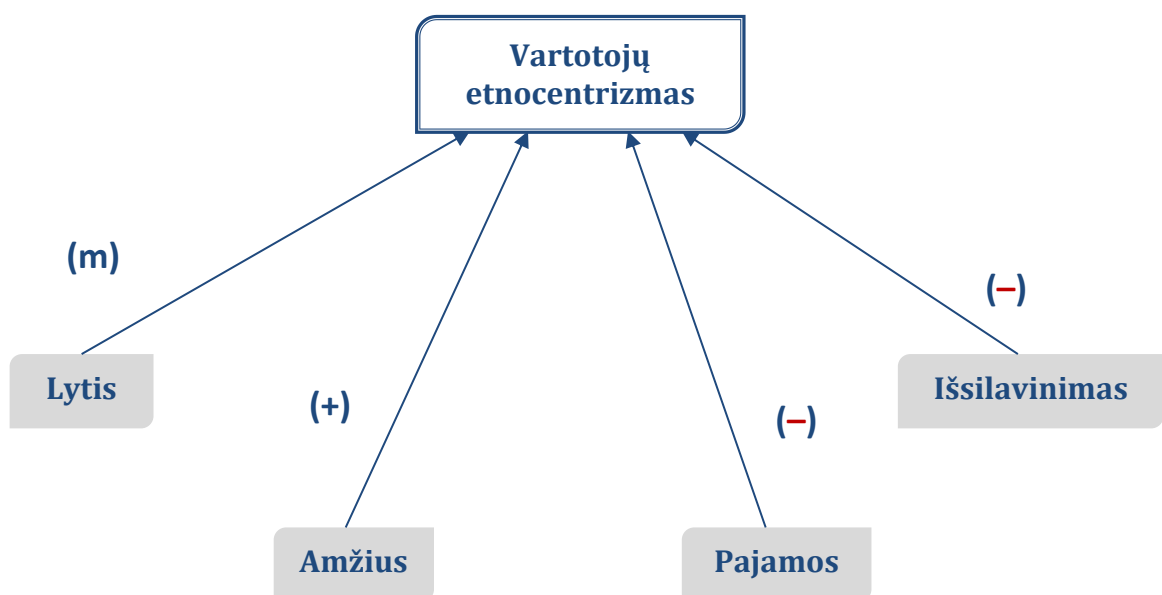 Vartotojų
etnocentrizmas
(m)
(–)
Lytis
Išsilavinimas
(+)
(–)
Amžius
Pajamos